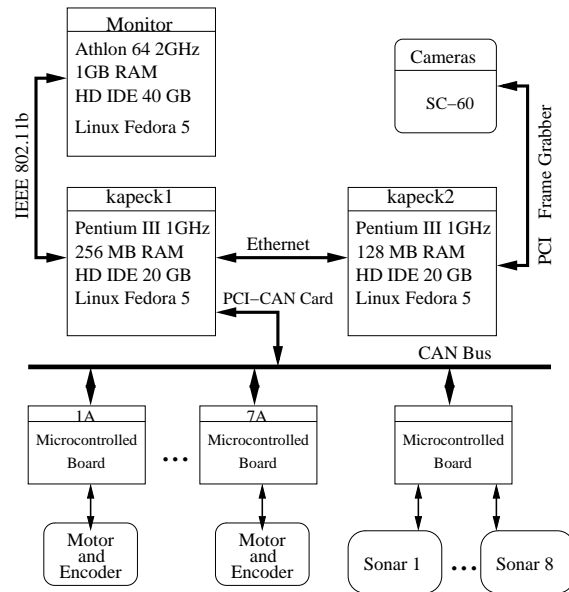 Monitor
Athlon 64 2GHz
1GB RAM
HD IDE 40 GB
Linux Fedora 5
Cameras
SC−60
IEEE 802.11b
PCI Frame Grabber
kapeck1
Pentium III 1GHz
256 MB RAM
HD IDE 20 GB
Linux Fedora 5
Ethernet
kapeck2
Pentium III 1GHz
128 MB RAM
HD IDE 20 GB
Linux Fedora 5
PCI−CAN Card
CAN Bus
1A
Microcontrolled
Board
...
7A
Microcontrolled
Board
Microcontrolled
Board
Motor
and
Encoder
Motor
and
Encoder
Sonar 1
...
Sonar 8